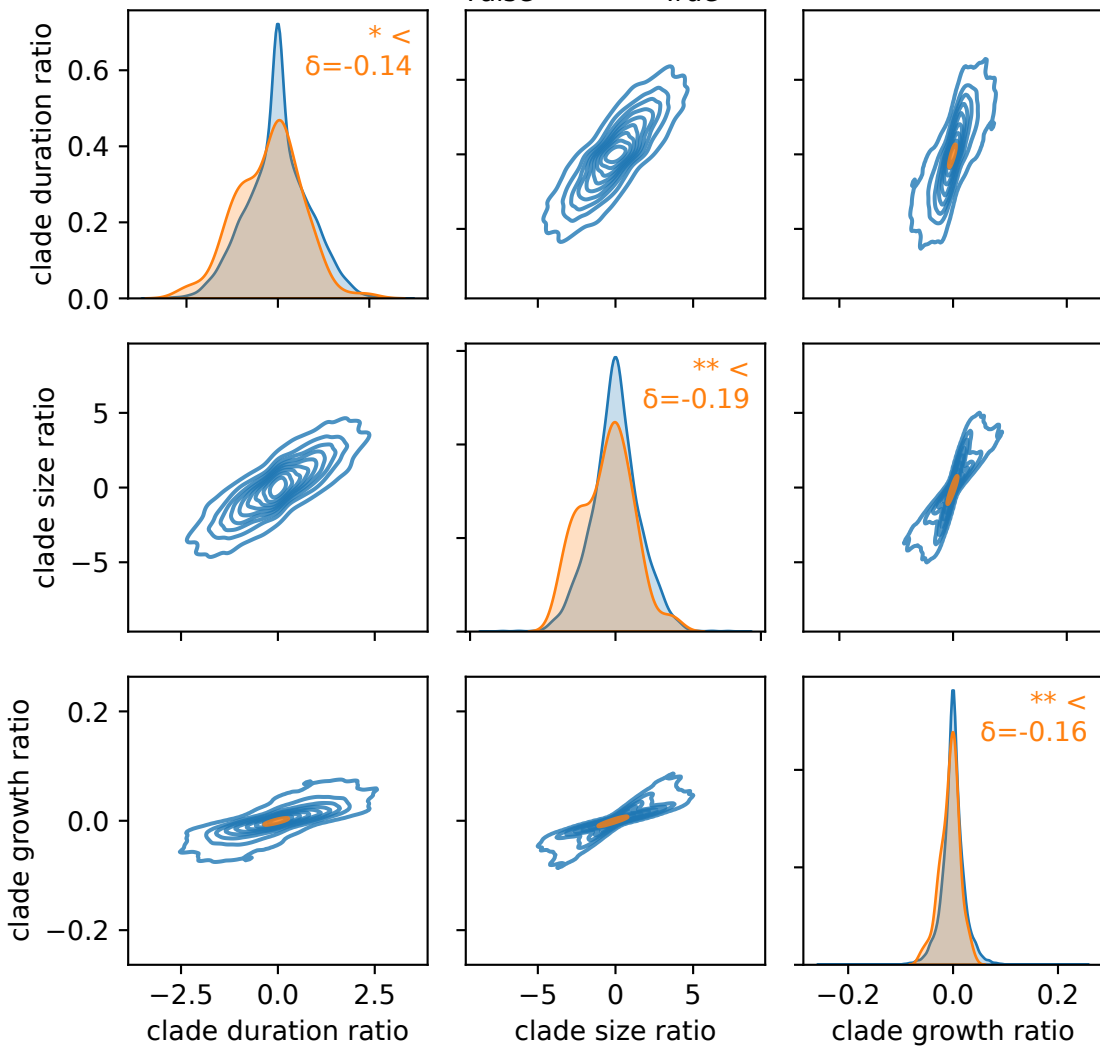 clade duration ratio
0.6
0.4
0.2
0.0
* <
δ=-0.14
clade size ratio
5
0
−5
** <
δ=-0.19
clade growth ratio
0.2
0.0
−0.2
** <
δ=-0.16
−2.5 0.0 2.5
clade duration ratio
−5 0 5
clade size ratio
−0.2 0.0 0.2
clade growth ratio